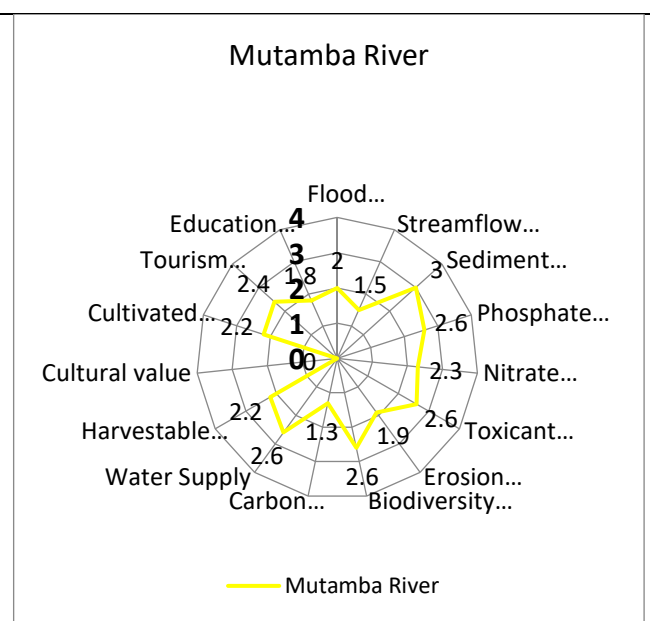 Mutamba River
Flood...
Streamflow...
Sediment...
Phosphate...
Nitrate...
Toxicant...
Erosion...
Biodiversity...
Carbon...
Water Supply
Harvestable...
Cultural value
Cultivated...
Tourism...
Education...
4
3
2
1
0
2
1.5
3
2.6
2.3
2.6
1.9
2.6
1.3
2.6
2.2
0
2.2
2.4
1.8
Mutamba River